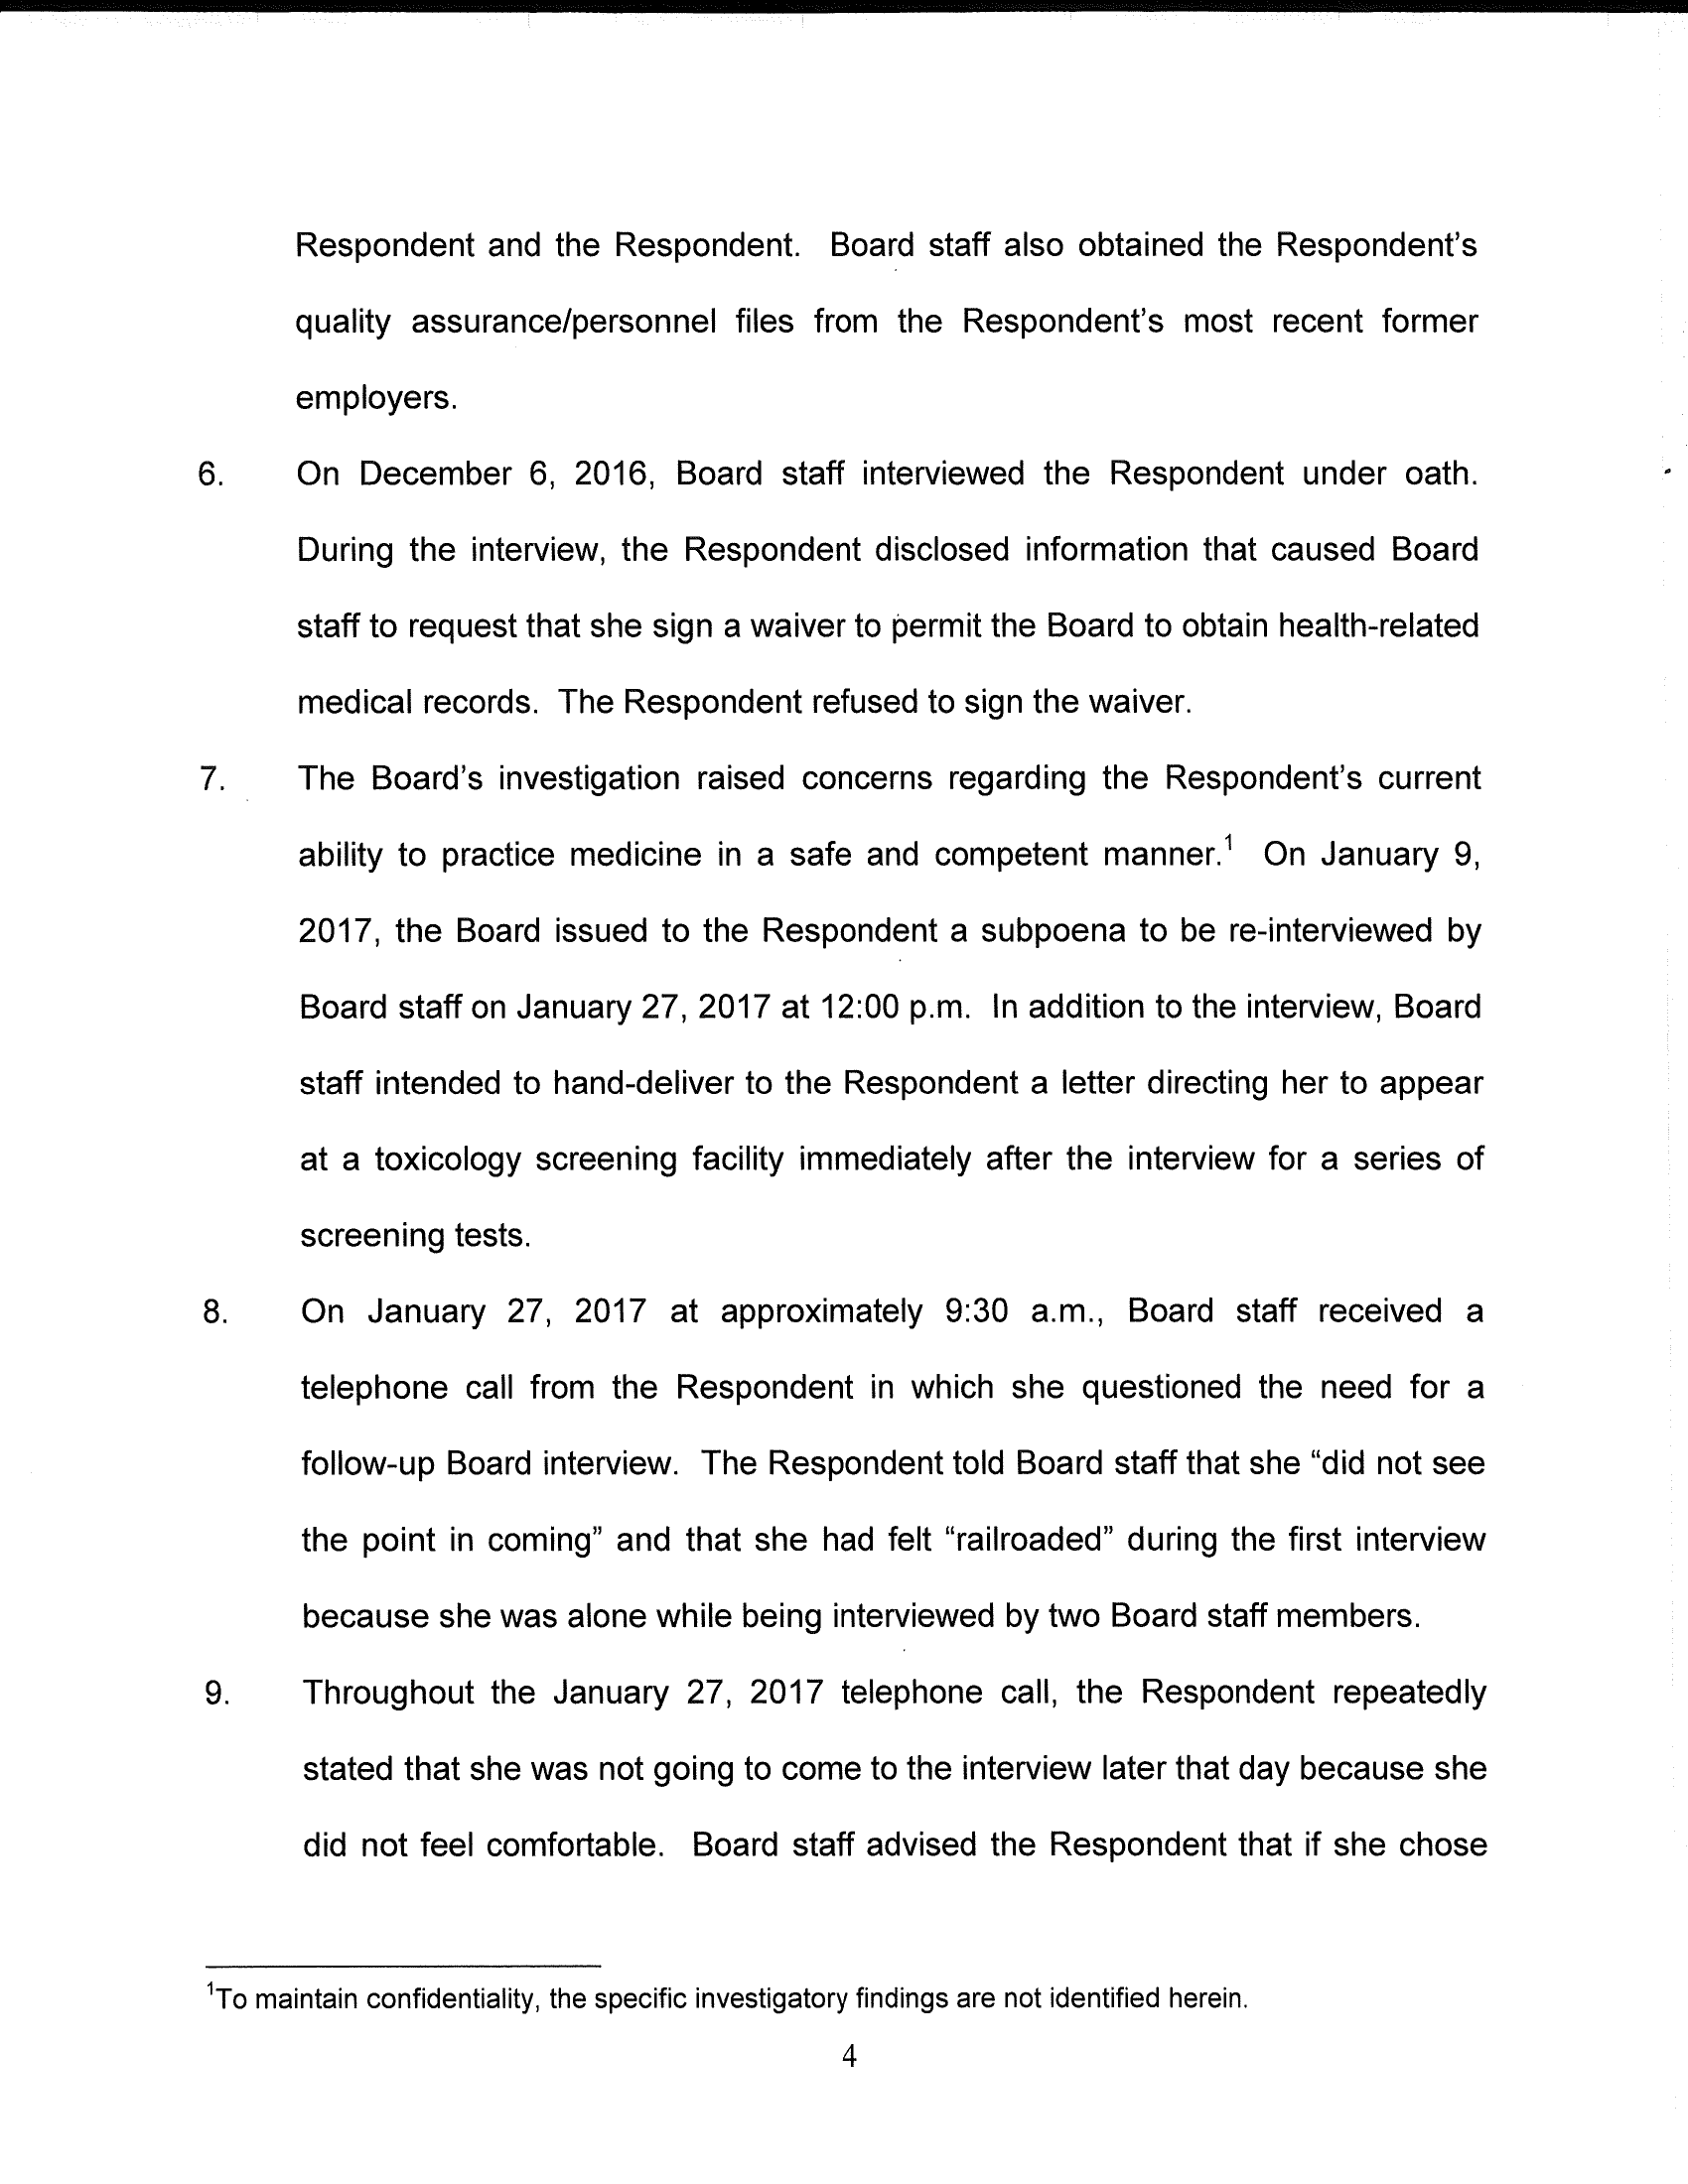 Respondent and the Respondent. Board staff also obtained the Respondent's
quality assurance/personnel files from the Respondent's most recent former
employers.
6. On December 6, 2016, Board staff interviewed the Respondent under oath.
During the interview, the Respondent disclosed information that caused Board
staff to request that she sign a waiver to permit the Board to obtain health-related
medical records. The Respondent refused to sign the waiver.
7. The Board's investigation raised concerns regarding the Respondent's current
ability to practice medicine in a safe and competent manner.¹ On January 9,
2017, the Board issued to the Respondent a subpoena to be re-interviewed by
Board staff on January 27, 2017 at 12:00 p.m. In addition to the interview, Board
staff intended to hand-deliver to the Respondent a letter directing her to appear
at a toxicology screening facility immediately after the interview for a series of
screening tests.
8. On January 27, 2017 at approximately 9:30 a.m., Board staff received a
telephone call from the Respondent in which she questioned the need for a
follow-up Board interview. The Respondent told Board staff that she “did not see
the point in coming” and that she had felt “railroaded” during the first interview
because she was alone while being interviewed by two Board staff members.
9. Throughout the January 27, 2017 telephone call, the Respondent repeatedly
stated that she was not going to come to the interview later that day because she
did not feel comfortable. Board staff advised the Respondent that if she chose
¹To maintain confidentiality, the specific investigatory findings are not identified herein.
4